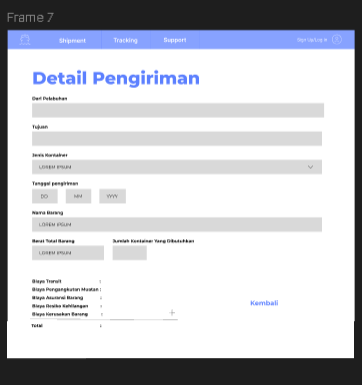 Frame 7
Shipment Tracking Support
Detail Pengiriman
Dari Pelabuhan
Tujuan
Jenis Kontainer
LOREM IPSUM
Tanggal pengiriman
DD MM YYYY
Nama Barang
LOREM IPSUM
Berat Total Barang Jumlah Kontainer Yang Dibutuhkan
LOREM IPSUM
Biaya Transit :
Biaya Pengangkutan Muatan :
Biaya Asuransi Barang :
Biaya Resiko Kehilangan :
Biaya Kerusakan Barang : +
Kembali
Total :